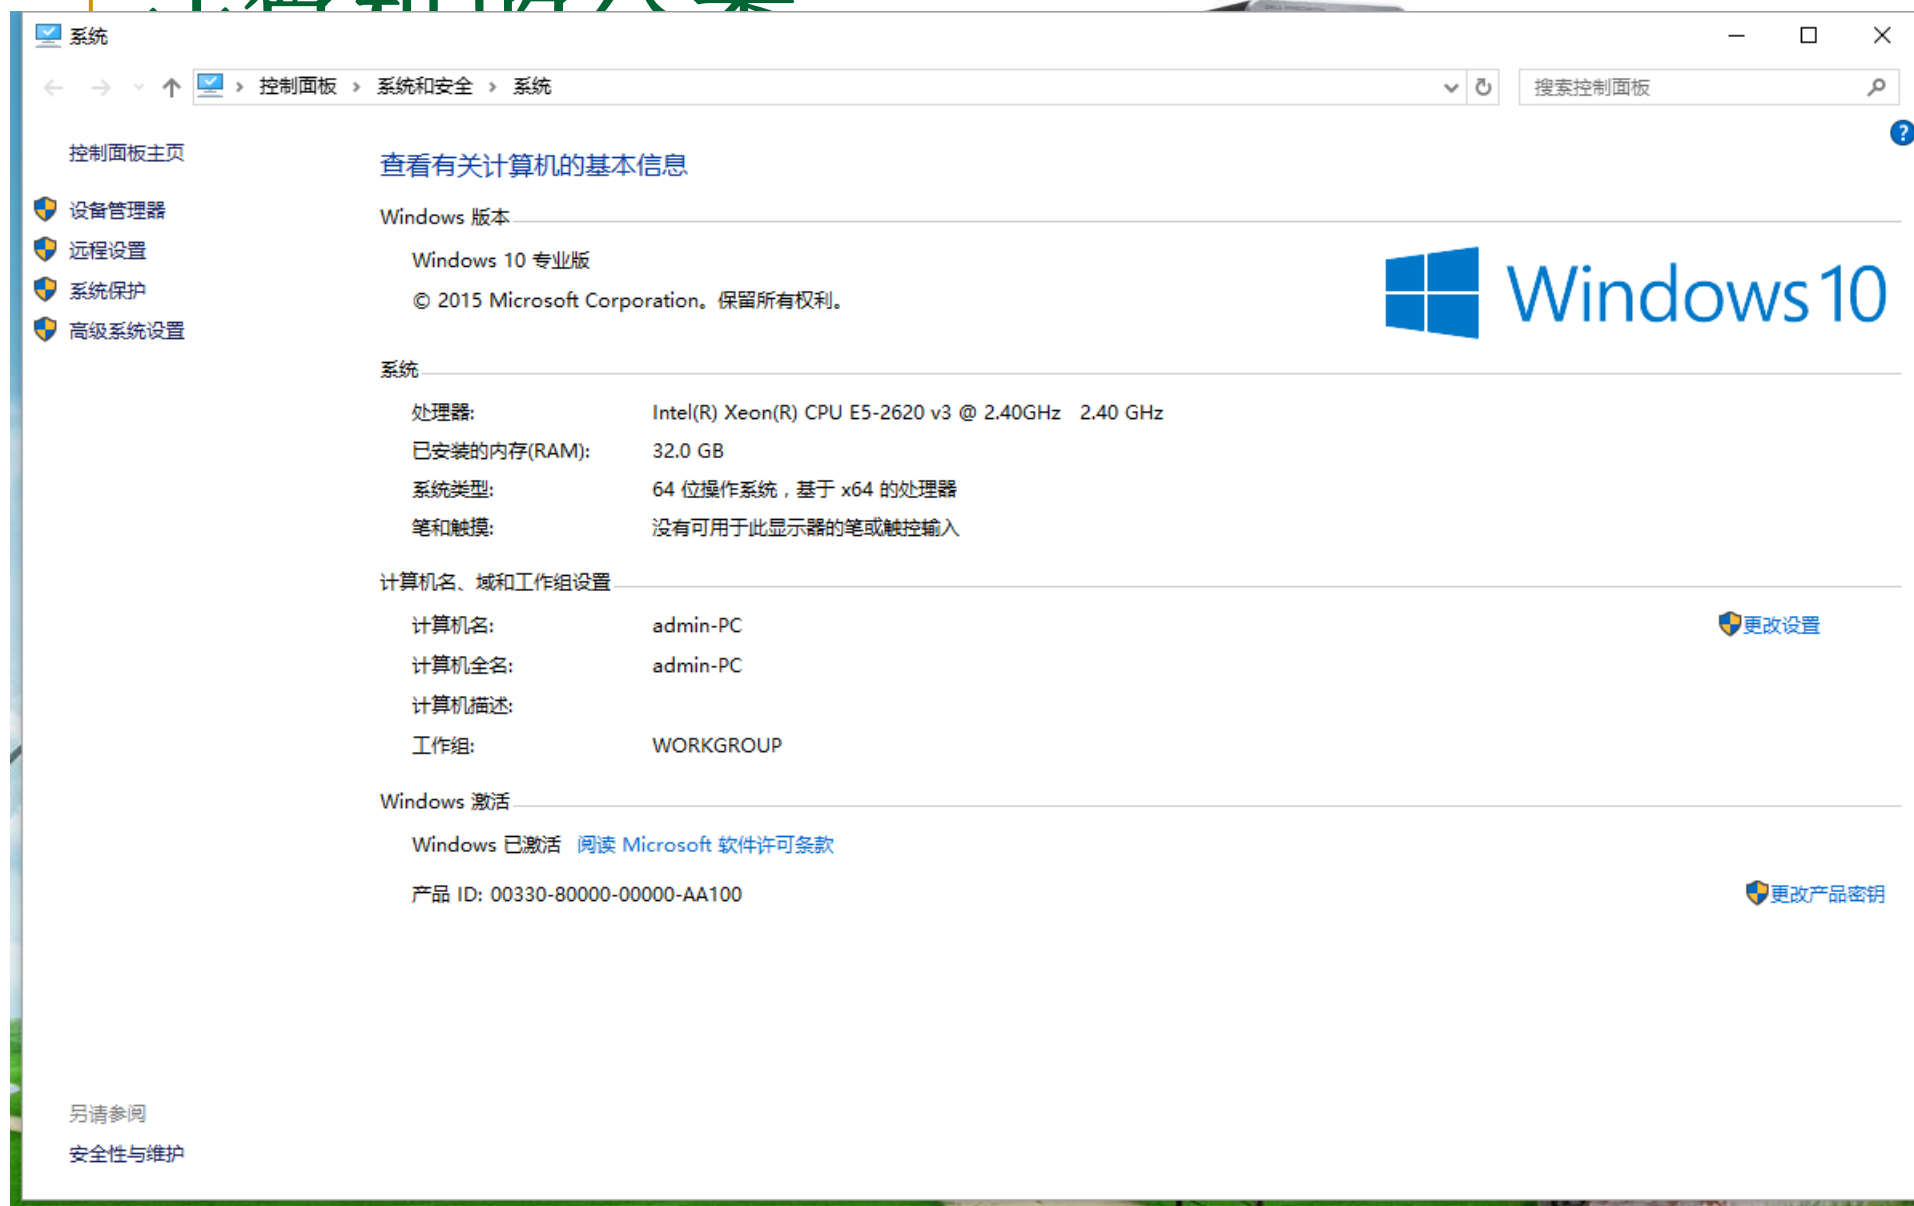 系统
控制面板 › 系统和安全 › 系统
搜索控制面板
控制面板主页
设备管理器
远程设置
系统保护
高级系统设置
查看有关计算机的基本信息
Windows 版本
Windows 10 专业版
© 2015 Microsoft Corporation。保留所有权利。
Windows 10
系统
处理器: Intel(R) Xeon(R) CPU E5-2620 v3 @ 2.40GHz 2.40 GHz
已安装的内存(RAM): 32.0 GB
系统类型: 64 位操作系统，基于 x64 的处理器
笔和触摸: 没有可用于此显示器的笔或触控输入
计算机名、域和工作组设置
计算机名: admin-PC
更改设置
计算机全名: admin-PC
计算机描述:
工作组: WORKGROUP
Windows 激活
Windows 已激活 阅读 Microsoft 软件许可条款
产品 ID: 00330-80000-00000-AA100
更改产品密钥
另请参阅
安全性与维护